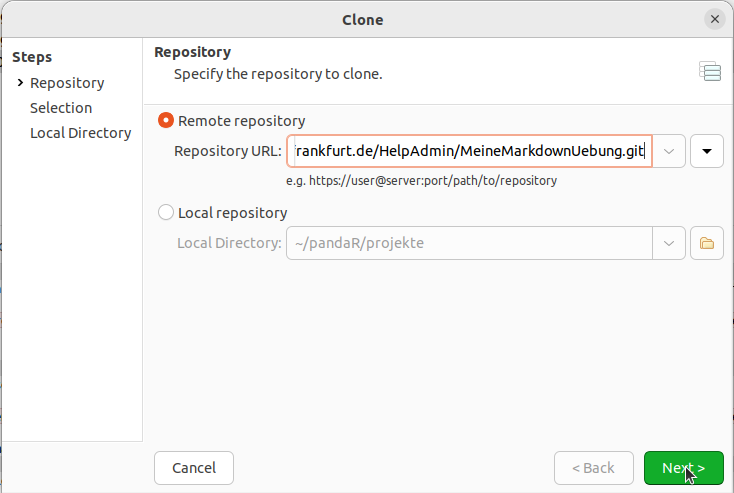 Clone
Steps
Repository
Selection
Local Directory
Repository
Specify the repository to clone.
Remote repository
Repository URL: rankfurt.de/HelpAdmin/MeineMarkdownUebung.git
e.g. https://user@server:port/path/to/repository
Local repository
Local Directory: ~/pandaR/projekte
Cancel
< Back
Next >